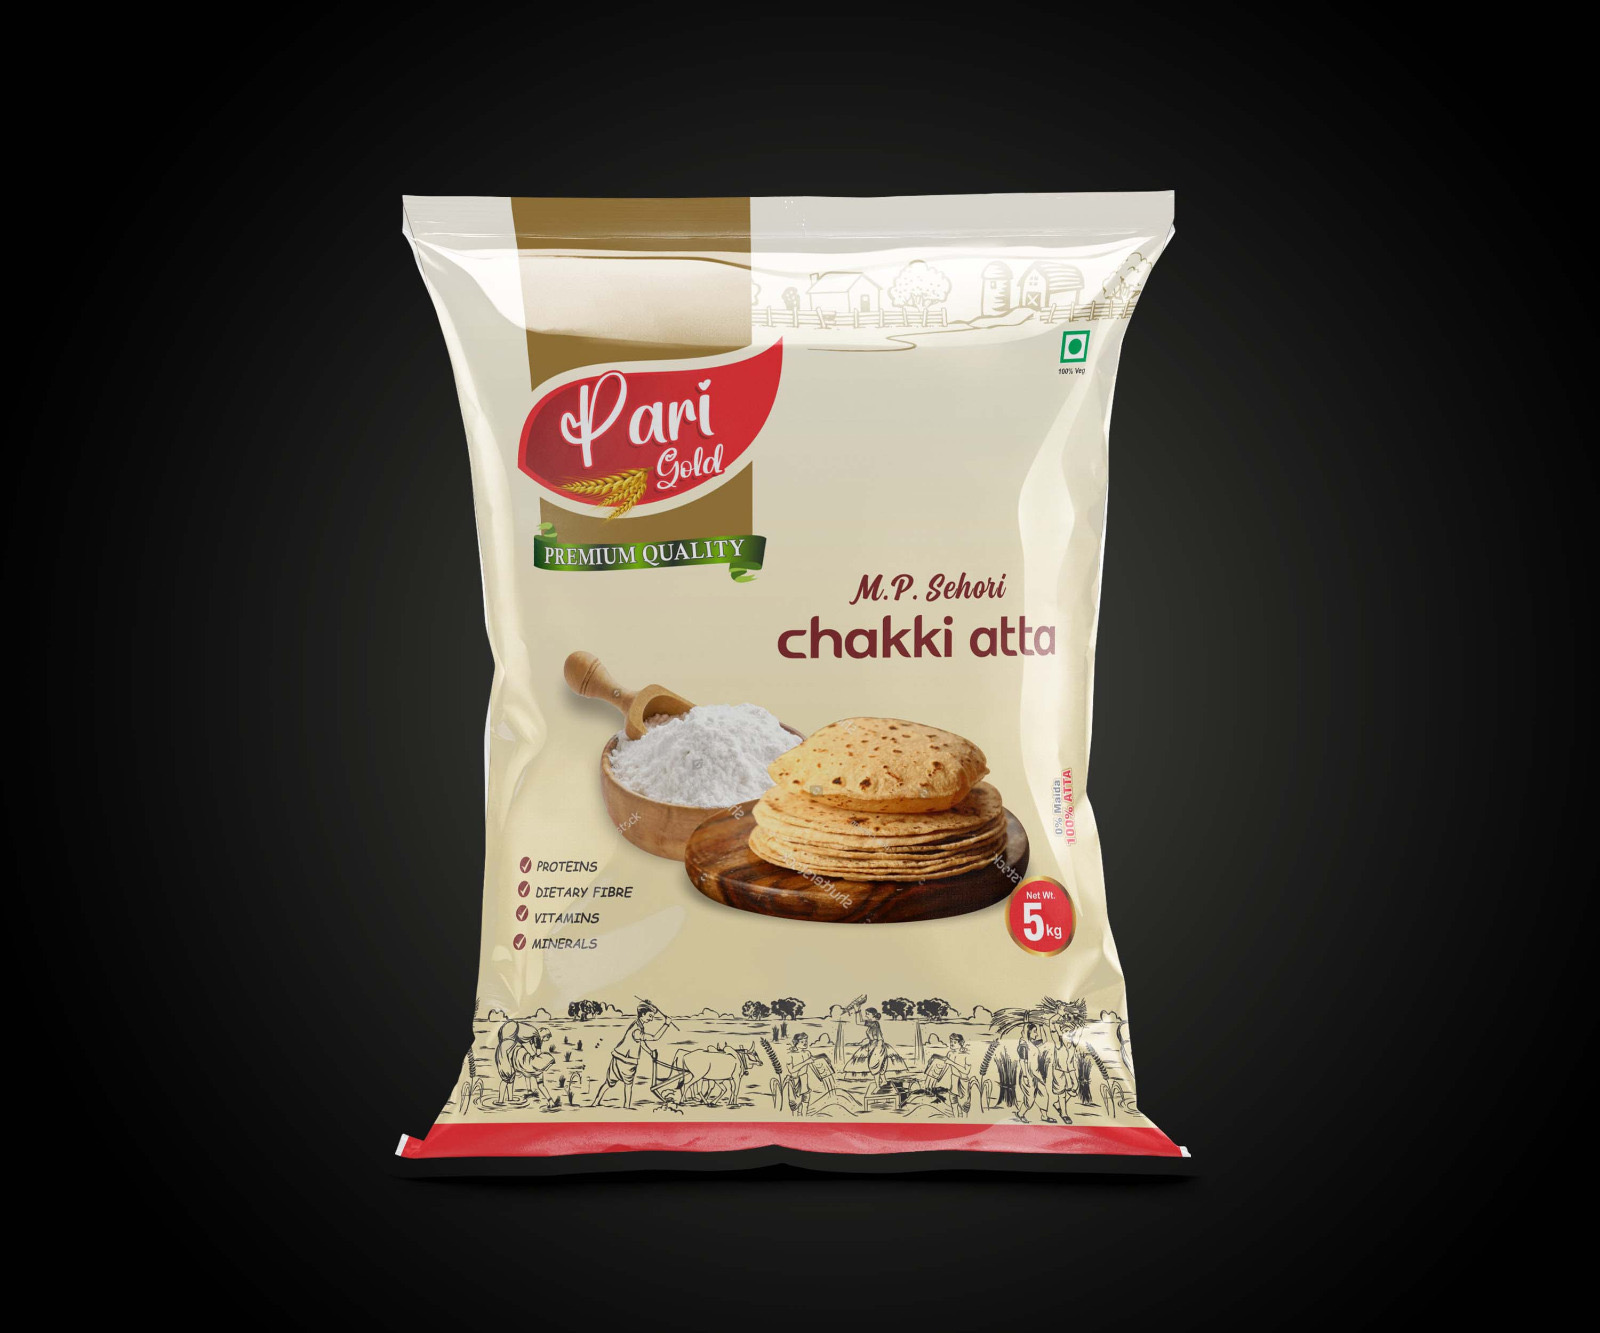 100% Veg
Pari
Gold
PREMIUM QUALITY
M.P. Sehori
chakki atta
0% Maida
100% ATTA
PROTEINS
DIETARY FIBRE
VITAMINS
MINERALS
Net Wt.
5kg